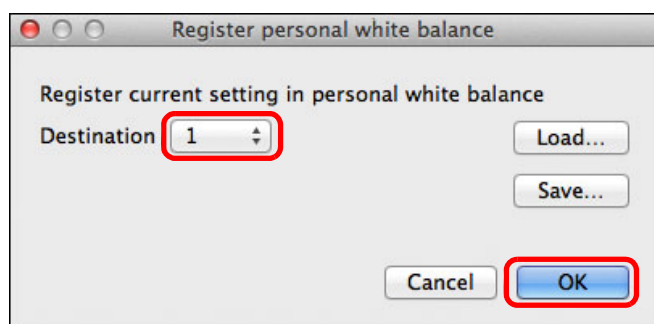 Register personal white balance
Register current setting in personal white balance
Destination 1 Load...
Save...
Cancel OK